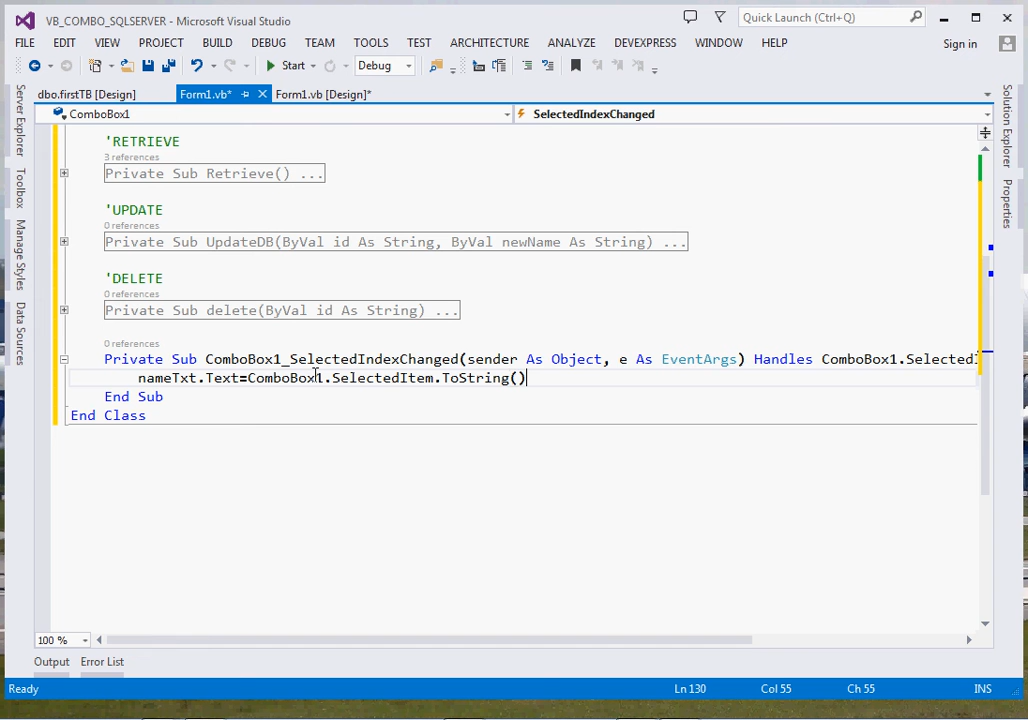 VB_COMBO_SQLSERVER - Microsoft Visual Studio
Quick Launch (Ctrl+Q)
FILE EDIT VIEW PROJECT BUILD DEBUG TEAM TOOLS TEST ARCHITECTURE ANALYZE DEVEXPRESS WINDOW HELP Sign in
Start Debug
dbo.firstTB [Design] Form1.vb* Form1.vb [Design]*
ComboBox1 SelectedIndexChanged
Server Explorer
Toolbox
Manage Styles
Data Sources
Solution Explorer
Properties
'RETRIEVE
3 references
Private Sub Retrieve() ...
'UPDATE
0 references
Private Sub UpdateDB(ByVal id As String, ByVal newName As String) ...
'DELETE
0 references
Private Sub delete(ByVal id As String) ...
0 references
Private Sub ComboBox1_SelectedIndexChanged(sender As Object, e As EventArgs) Handles ComboBox1.SelectedI
nameTxt.Text=ComboBox1.SelectedItem.ToString()
End Sub
End Class
100 %
Output Error List
Ready Ln 130 Col 55 Ch 55 INS